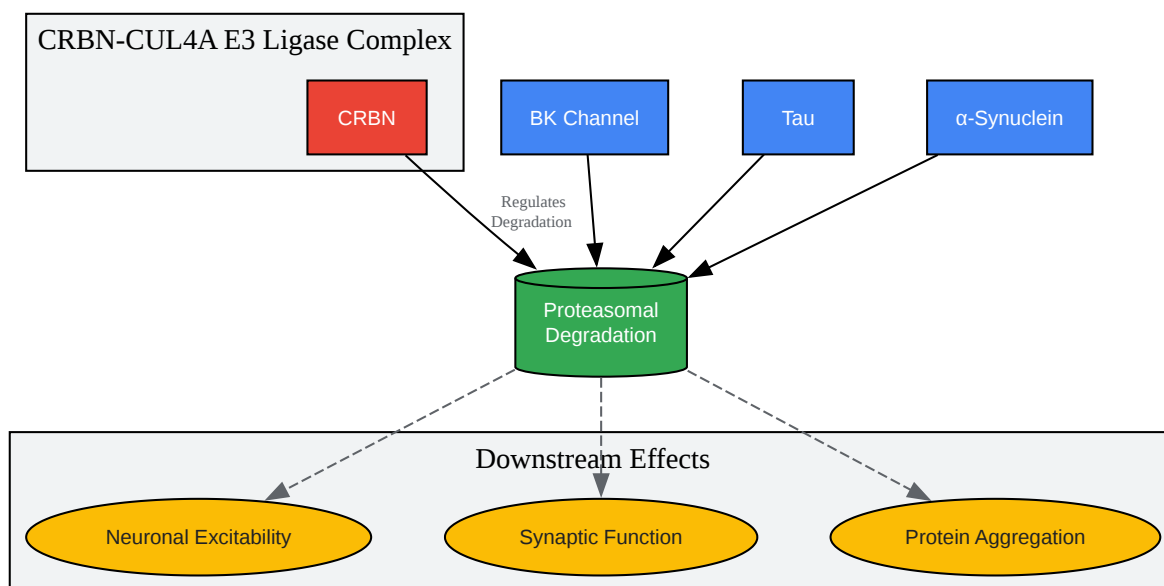 CRBN-CUL4A E3 Ligase Complex
CRBN
BK Channel
Tau
α-Synuclein
Regulates
Degradation
Proteasomal
Degradation
Downstream Effects
Neuronal Excitability
Synaptic Function
Protein Aggregation